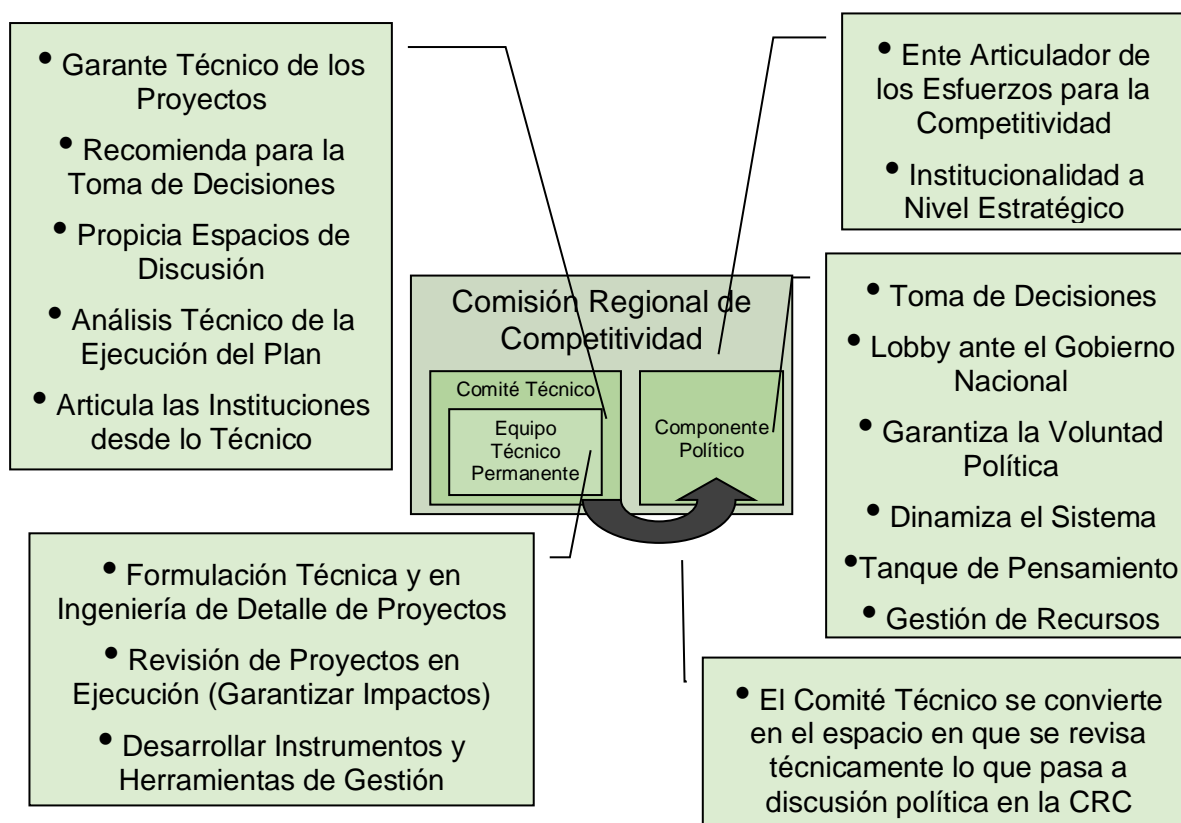 • Garante Técnico de los
Proyectos
• Recomienda para la
Toma de Decisiones
• Propicia Espacios de
Discusión
• Análisis Técnico de la
Ejecución del Plan
• Articula las Instituciones
desde lo Técnico
• Ente Articulador de
los Esfuerzos para la
Competitividad
• Institucionalidad a
Nivel Estratégico
Comisión Regional de
Competitividad
Comité Técnico
Equipo
Técnico
Permanente
Componente
Político
• Toma de Decisiones
• Lobby ante el Gobierno
Nacional
• Garantiza la Voluntad
Política
• Dinamiza el Sistema
• Tanque de Pensamiento
• Gestión de Recursos
• Formulación Técnica y en
Ingeniería de Detalle de Proyectos
• Revisión de Proyectos en
Ejecución (Garantizar Impactos)
• Desarrollar Instrumentos y
Herramientas de Gestión
• El Comité Técnico se convierte
en el espacio en que se revisa
técnicamente lo que pasa a
discusión política en la CRC